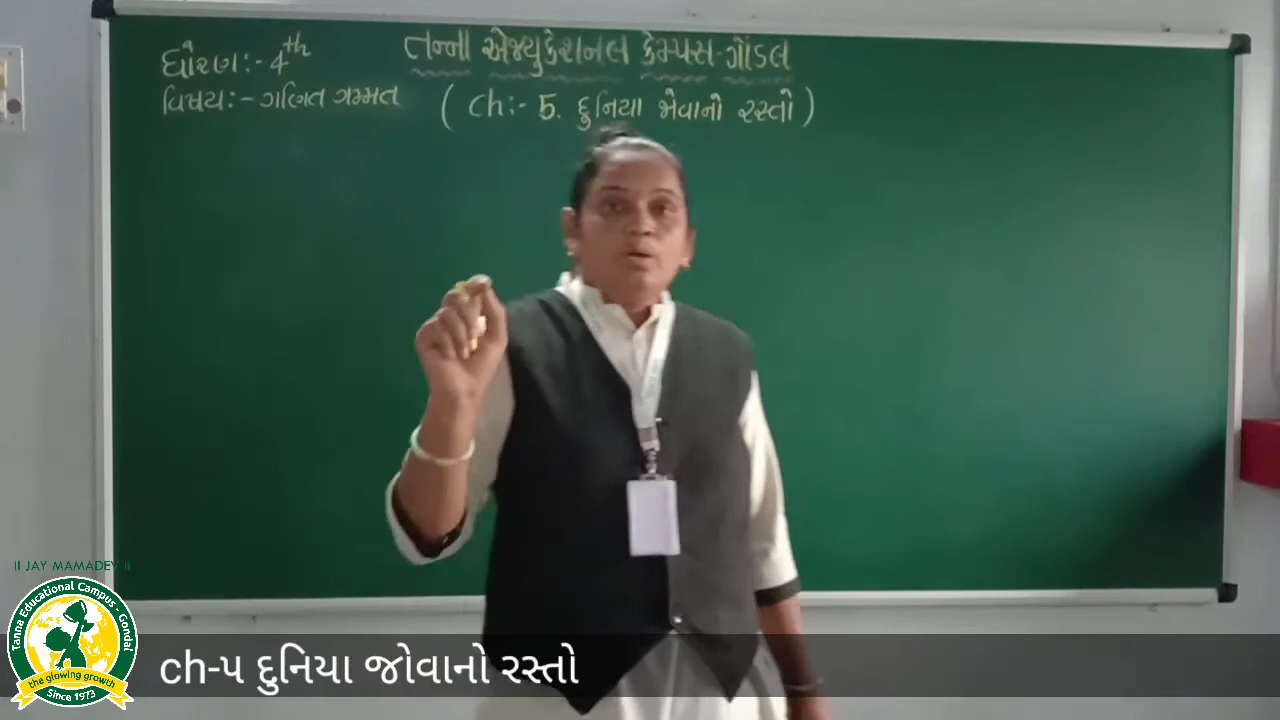 તન્ના એજ્યુકેશનલ કેમ્પસ-ગોંડલ
ધોરણ:- 4th
વિષય:- ગણિત ગમ્મત
( ch:- 5. દુનિયા જોવાનો રસ્તો )
II JAY MAMADEV II
Tanna Educational Campus - Gondal
the glowing growth
Since 1973
ch-૫ દુનિયા જોવાનો રસ્તો